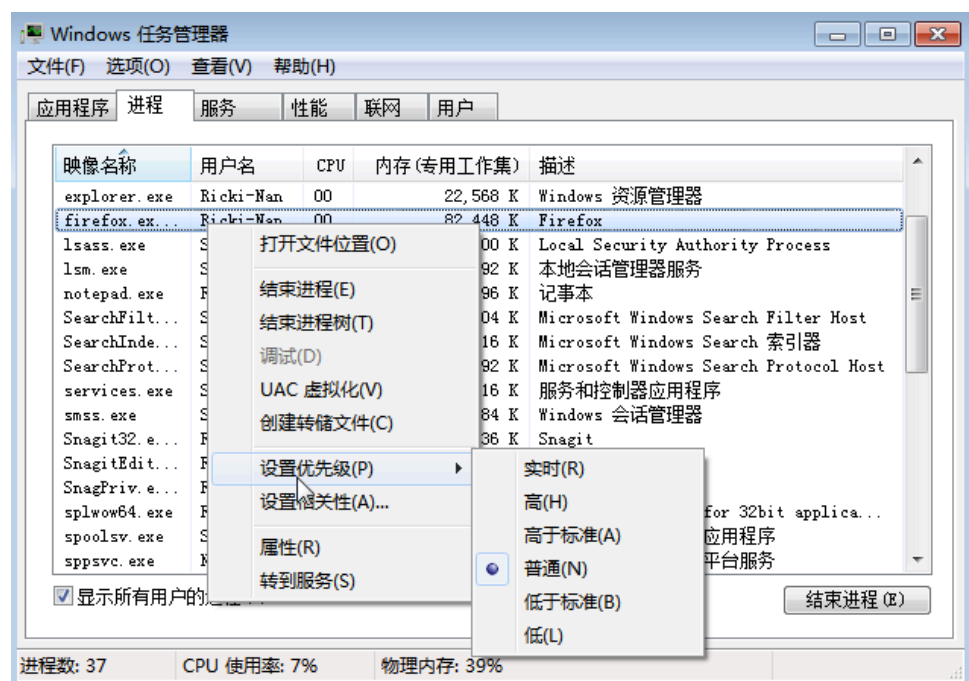 Windows 任务管理器
文件(F) 选项(O) 查看(V) 帮助(H)
应用程序 进程 服务 性能 联网 用户
映像名称 用户名 CPU 内存(专用工作集) 描述
explorer.exe Ricki-Nan 00 22,568 K Windows 资源管理器
firefox.ex... Ricki-Nan 00 82,448 K Firefox
lsass.exe S 00 K Local Security Authority Process
lsm.exe S 92 K 本地会话管理器服务
notepad.exe 96 K 记事本
SearchFilt... S 04 K Microsoft Windows Search Filter Host
SearchInde... S 16 K Microsoft Windows Search 索引器
SearchProt... S 92 K Microsoft Windows Search Protocol Host
services.exe S 16 K 服务和控制器应用程序
smss.exe S 84 K Windows 会话管理器
Snagit32.e... 36 K Snagit
SnagitEdit...
SnagPriv.e...
splwow64.exe for 32bit applica...
spoolsv.exe S 应用程序
sppsvc.exe 平台服务
打开文件位置(O)
结束进程(E)
结束进程树(T)
调试(D)
UAC 虚拟化(V)
创建转储文件(C)
设置优先级(P)
设置相关性(A)...
属性(R)
转到服务(S)
实时(R)
高(H)
高于标准(A)
普通(N)
低于标准(B)
低(L)
显示所有用户的
结束进程(E)
进程数: 37 CPU 使用率: 7% 物理内存: 39%